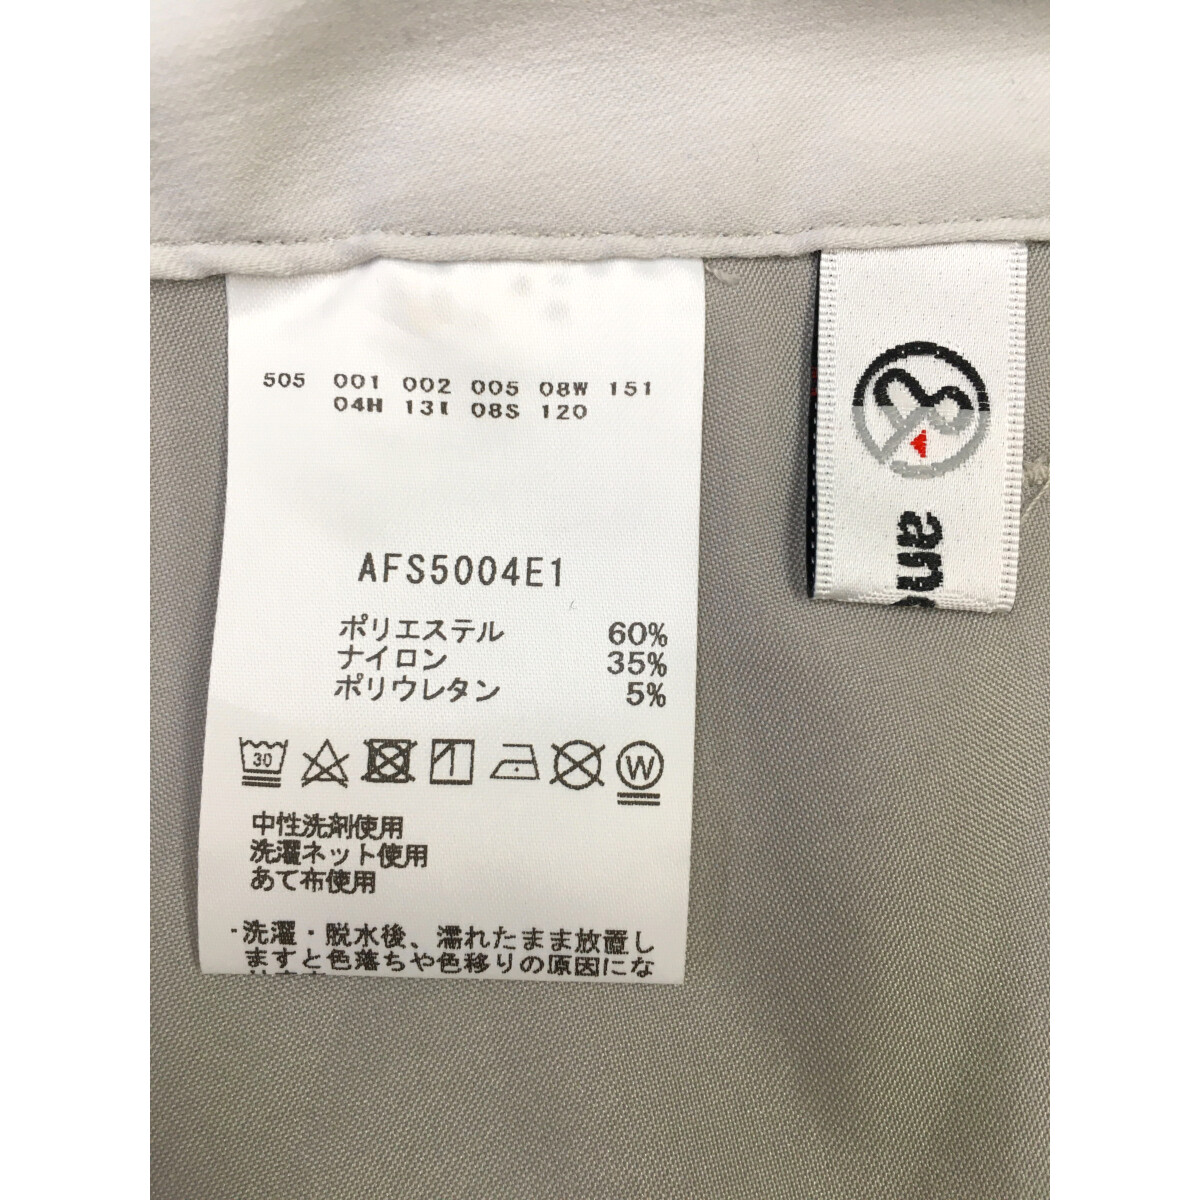 505 001 002 005 08W 151
04H 13I 08S 120
AFS5004E1
ポリエステル 60%
ナイロン 35%
ポリウレタン 5%
30
W
中性洗剤使用
洗濯ネット使用
あて布使用
・洗濯・脱水後、濡れたまま放置し
ますと色落ちや色移りの原因にな
an